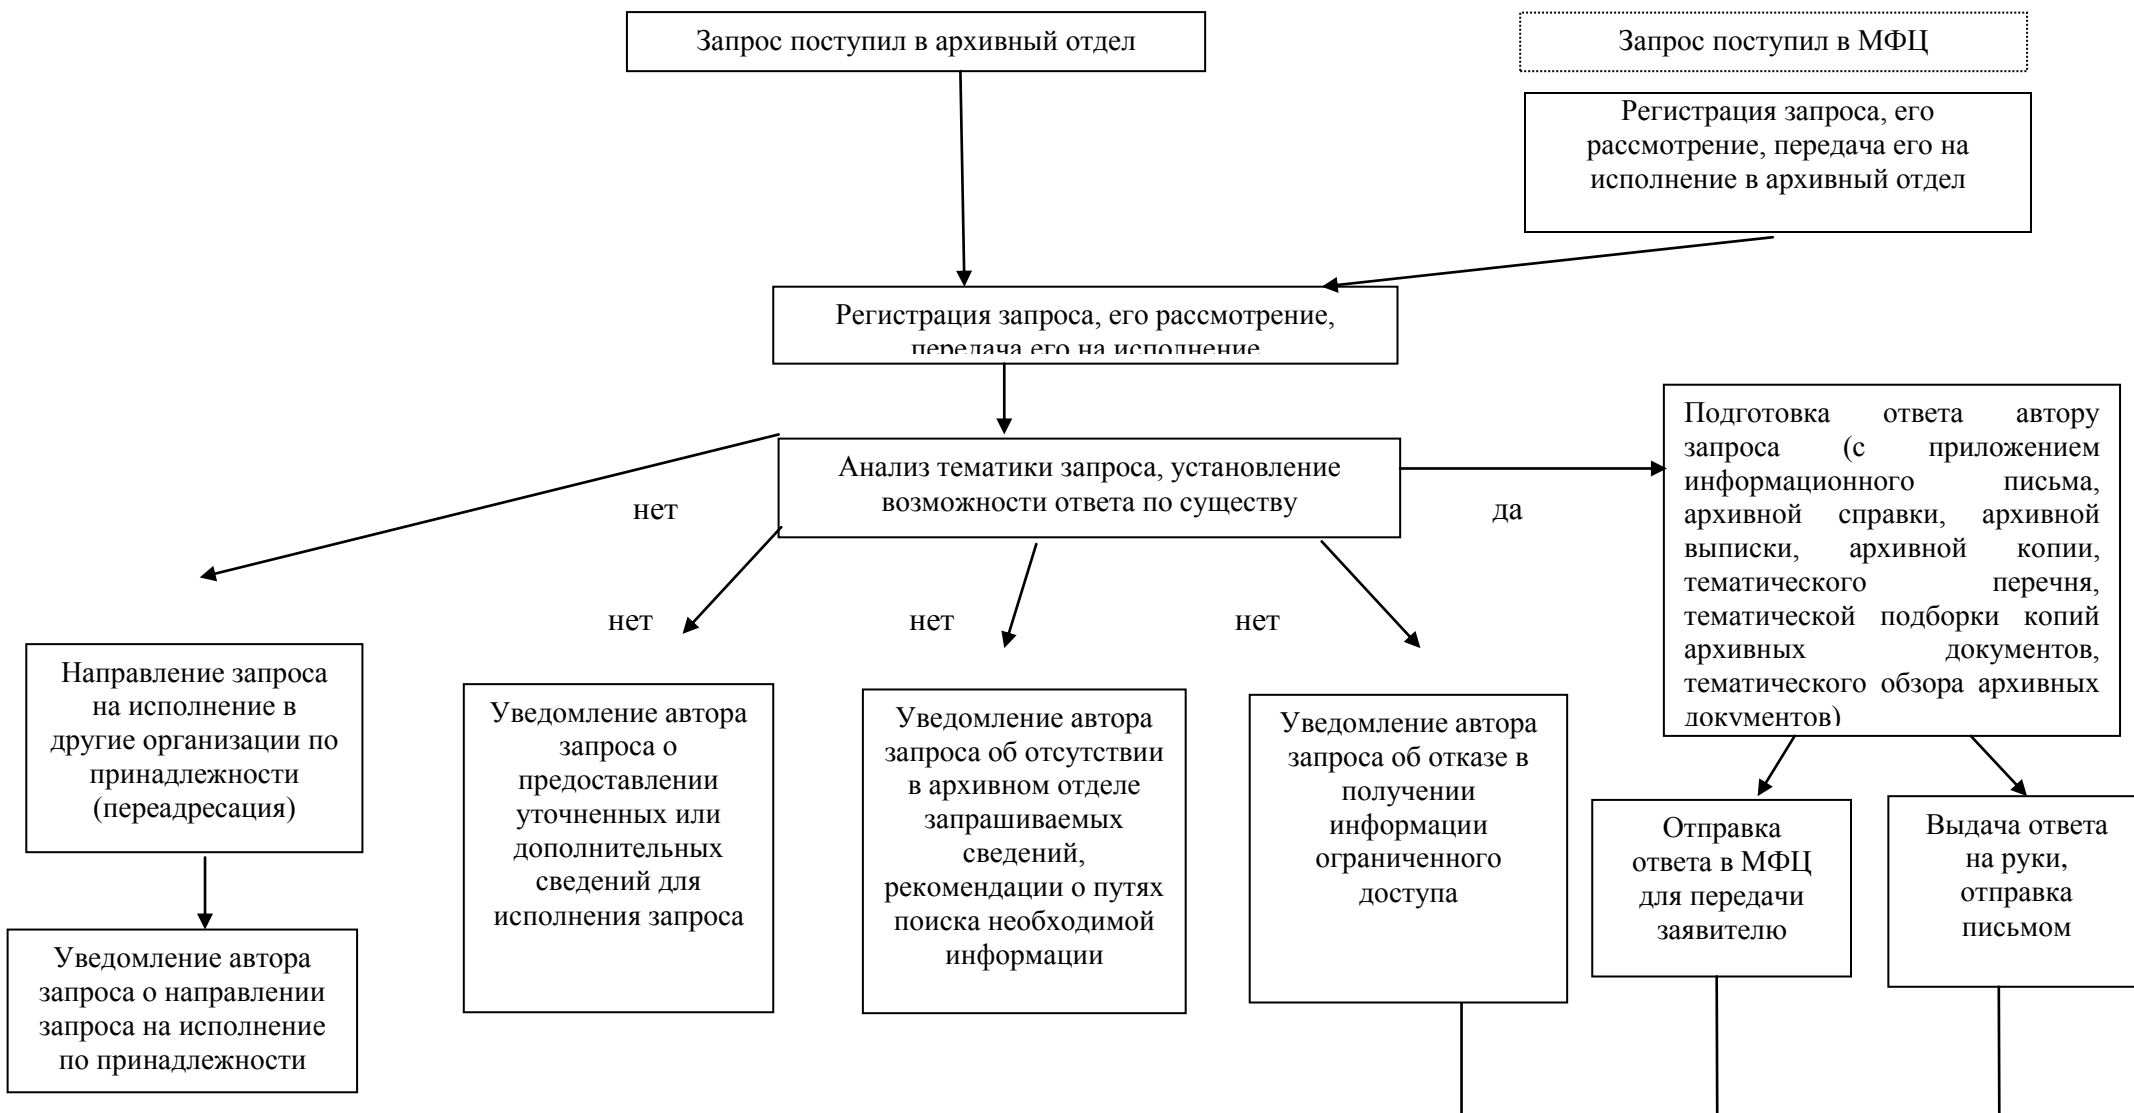 Запрос поступил в архивный отдел
Запрос поступил в МФЦ
Регистрация запроса, его
рассмотрение, передача его на
исполнение в архивный отдел
Регистрация запроса, его рассмотрение,
передача его на исполнение
Анализ тематики запроса, установление
возможности ответа по существу
нет
да
нет
нет
нет
Подготовка ответа автору
запроса (с приложением
информационного письма,
архивной справки, архивной
выписки, архивной копии,
тематического перечня,
тематической подборки копий
архивных документов,
тематического обзора архивных
документов)
Направление запроса
на исполнение в
другие организации по
принадлежности
(переадресация)
Уведомление автора
запроса о
предоставлении
уточненных или
дополнительных
сведений для
исполнения запроса
Уведомление автора
запроса об отсутствии
в архивном отделе
запрашиваемых
сведений,
рекомендации о путях
поиска необходимой
информации
Уведомление автора
запроса об отказе в
получении
информации
ограниченного
доступа
Отправка
ответа в МФЦ
для передачи
заявителю
Выдача ответа
на руки,
отправка
письмом
Уведомление автора
запроса о направлении
запроса на исполнение
по принадлежности